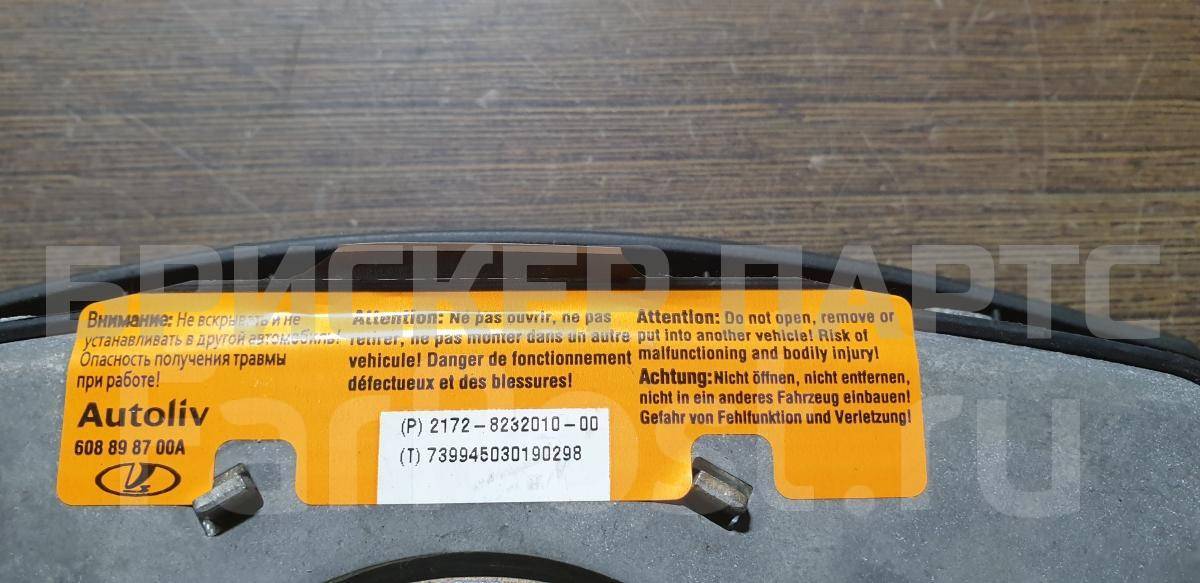 БРИСКЕР ПАРТС
Внимание: Не вскрывать и не
устанавливать в другой автомобиль!
Опасность получения травмы
при работе!
Autoliv
608 89 87 00A
Attention: Ne pas ouvrir, ne pas
retirer, ne pas monter dans un autre
vehicule! Danger de fonctionnement
défectueux et des blessures!
Attention: Do not open, remove or
put into another vehicle! Risk of
malfunctioning and bodily injury!
Achtung: Nicht öffnen, nicht entfernen,
nicht in ein anderes Fahrzeug einbauen!
Gefahr von Fehlfunktion und Verletzung!
(P) 2172-8232010-00
(T) 739945030190298
FarPost.ru